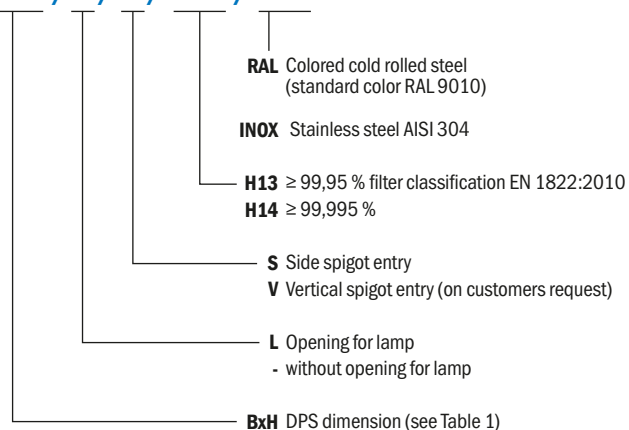 RAL Colored cold rolled steel
(standard color RAL 9010)
INOX Stainless steel AISI 304
H13 ≥ 99,95 % filter classification EN 1822:2010
H14 ≥ 99,995 %
S Side spigot entry
V Vertical spigot entry (on customers request)
L Opening for lamp
- without opening for lamp
BxH DPS dimension (see Table 1)